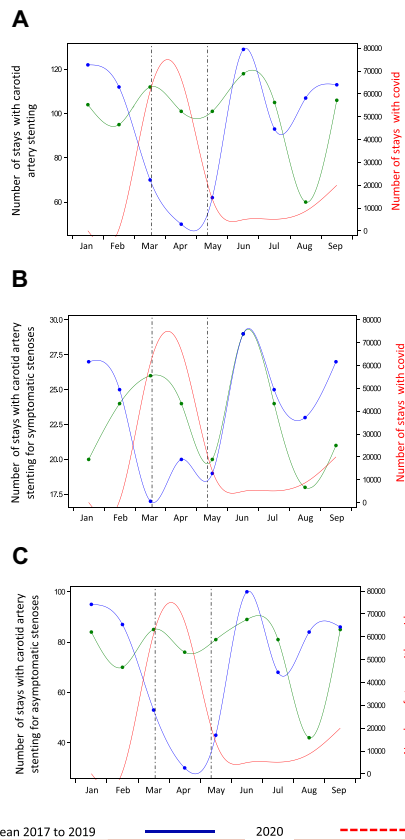 A
Number of stays with carotid
artery stenting
120
100
80
60
80000
70000
60000
50000
40000
30000
20000
10000
0
Number of stays with covid
Jan Feb Mar Apr May Jun Jul Aug Sep
B
Number of stays with carotid artery
stenting for symptomatic stenoses
30.0
27.5
25.0
22.5
20.0
17.5
80000
70000
60000
50000
40000
30000
20000
10000
0
Number of stays with covid
Jan Feb Mar Apr May Jun Jul Aug Sep
C
Number of stays with carotid artery
stenting for asymptomatic stenoses
100
80
60
40
80000
70000
60000
50000
40000
30000
20000
10000
0
Jan Feb Mar Apr May Jun Jul Aug Sep
ean 2017 to 2019 2020